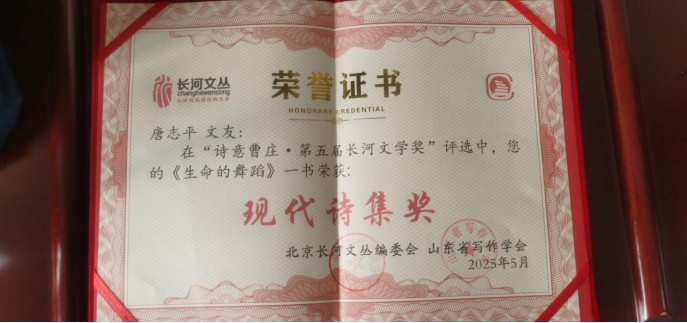 长河文丛
changhewencong
荣誉证书
HONORARY CREDENTIAL
唐志平 文友：
在“诗意曹庄·第五届长河文学奖”评选中，您
的《生命的舞蹈》一书荣获：
现代诗集奖
北京长河文丛编委会 山东省写作学会
2025年5月